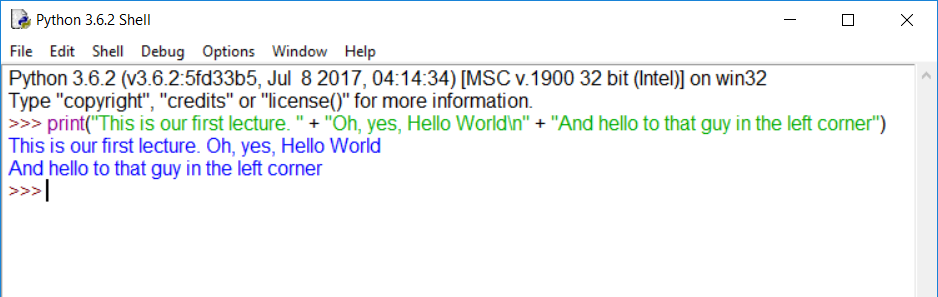 Python 3.6.2 Shell
File Edit Shell Debug Options Window Help
Python 3.6.2 (v3.6.2:5fd33b5, Jul  8 2017, 04:14:34) [MSC v.1900 32 bit (Intel)] on win32
Type "copyright", "credits" or "license()" for more information.
>>> print("This is our first lecture. " + "Oh, yes, Hello World\n" + "And hello to that guy in the left corner")
This is our first lecture. Oh, yes, Hello World
And hello to that guy in the left corner
>>>